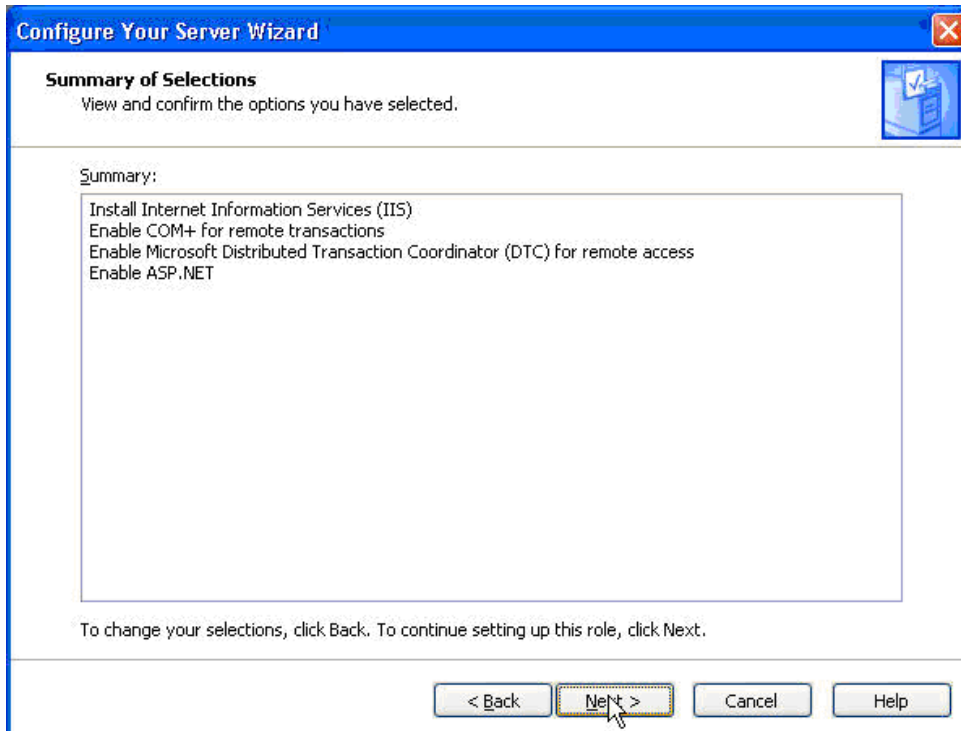 Configure Your Server Wizard
Summary of Selections
View and confirm the options you have selected.
Summary:
Install Internet Information Services (IIS)
Enable COM+ for remote transactions
Enable Microsoft Distributed Transaction Coordinator (DTC) for remote access
Enable ASP.NET
To change your selections, click Back. To continue setting up this role, click Next.
< Back
Next >
Cancel
Help